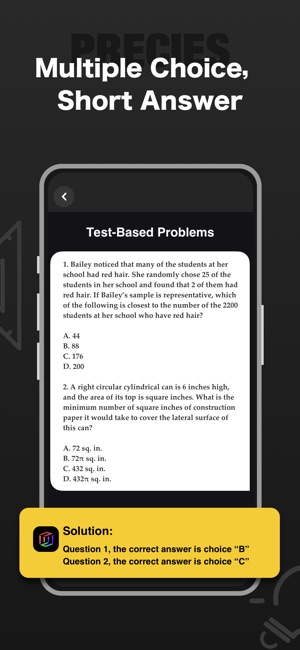 PRECIES
Multiple Choice,
Short Answer
Test-Based Problems
1. Bailey noticed that many of the students at her
school had red hair. She randomly chose 25 of the
students in her school and found that 2 of them had
red hair. If Bailey's sample is representative, which
of the following is closest to the number of the 2200
students at her school who have red hair?
A. 44
B. 88
C. 176
D. 200
2. A right circular cylindrical can is 6 inches high,
and the area of its top is square inches. What is the
minimum number of square inches of construction
paper it would take to cover the lateral surface of
this can?
A. 72 sq. in.
B. 72π sq. in.
C. 432 sq. in.
D. 432π sq. in.
Solution:
Question 1, the correct answer is choice “B”
Question 2, the correct answer is choice “C”